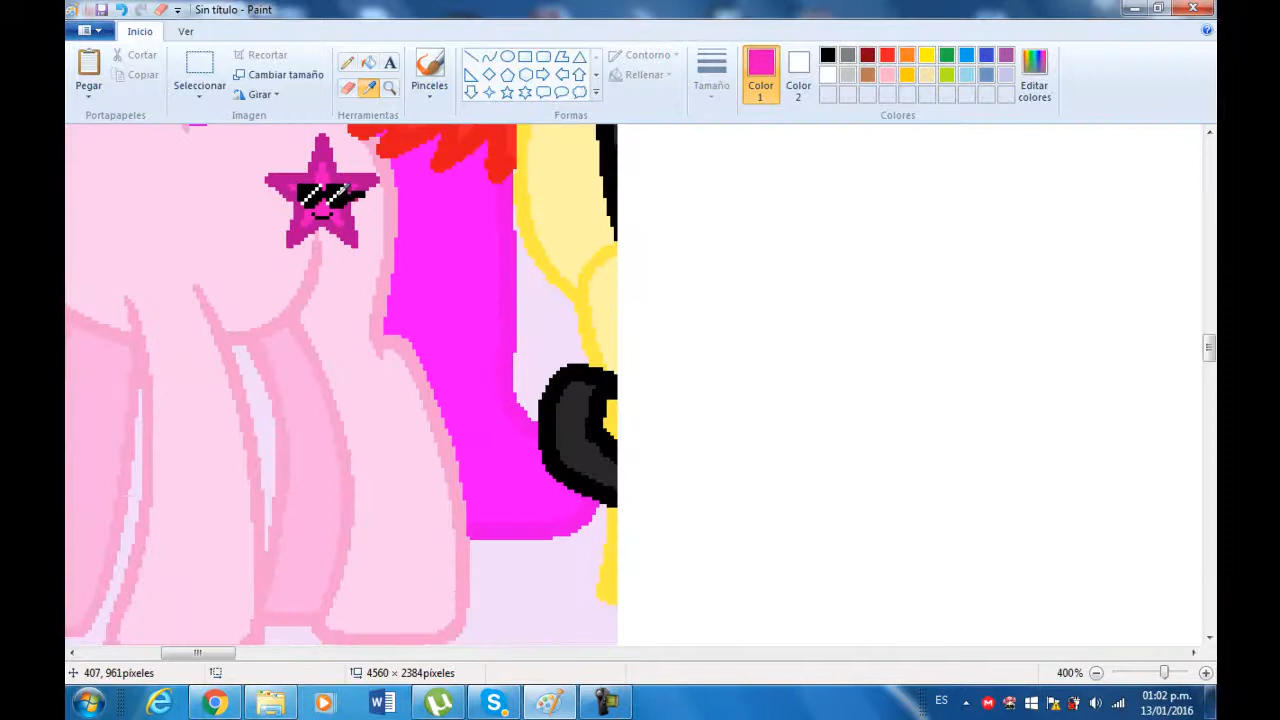 Sin título - Paint
Inicio Ver
Pegar
Cortar
Copiar
Portapapeles
Seleccionar
Recortar
Cambiar tamaño
Girar
Imagen
A
Herramientas
Pinceles
Contorno
Rellenar
Formas
Tamaño
Color
1
Color
2
Editar
colores
Colores
407, 961píxeles
4560 × 2384píxeles
400%
ES
01:02 p.m.
13/01/2016